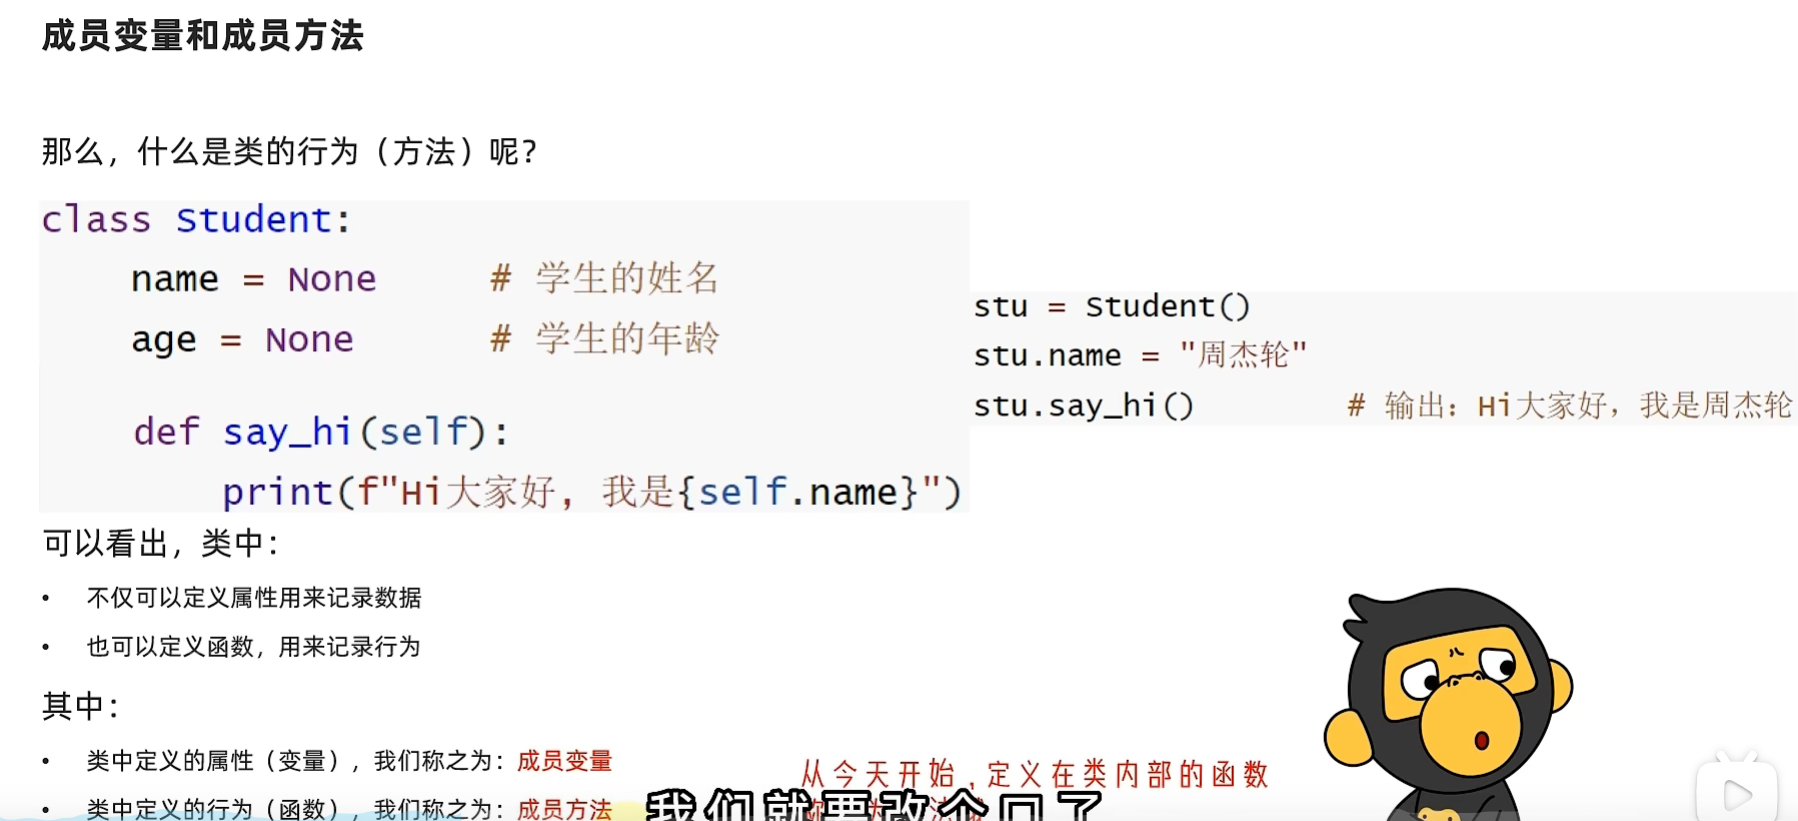 成员变量和成员方法
那么，什么是类的行为（方法）呢？
class Student:
    name = None     # 学生的姓名
    age = None      # 学生的年龄
    def say_hi(self):
        print(f"Hi大家好，我是{self.name}")
stu = Student()
stu.name = "周杰轮"
stu.say_hi()        # 输出：Hi大家好，我是周杰轮
可以看出，类中：
• 不仅可以定义属性用来记录数据
• 也可以定义函数，用来记录行为
其中：
• 类中定义的属性（变量），我们称之为：成员变量
• 类中定义的行为（函数），我们称之为：成员方法
从今天开始，定义在类内部的函数
我们就要改个口了